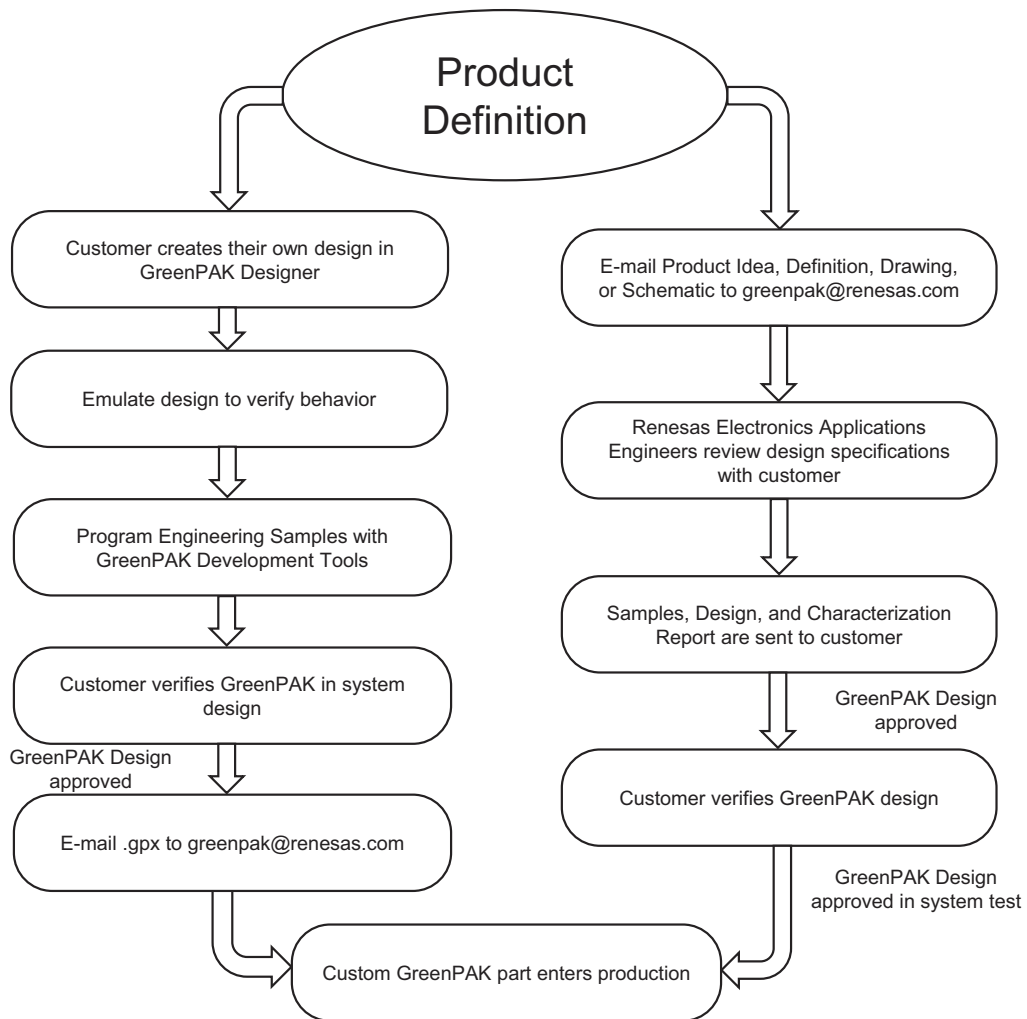 Product
Definition
Customer creates their own design in
GreenPAK Designer
Emulate design to verify behavior
Program Engineering Samples with
GreenPAK Development Tools
Customer verifies GreenPAK in system
design
GreenPAK Design
approved
E-mail .gpx to greenpak@renesas.com
E-mail Product Idea, Definition, Drawing,
or Schematic to greenpak@renesas.com
Renesas Electronics Applications
Engineers review design specifications
with customer
Samples, Design, and Characterization
Report are sent to customer
GreenPAK Design
approved
Customer verifies GreenPAK design
GreenPAK Design
approved in system test
Custom GreenPAK part enters production